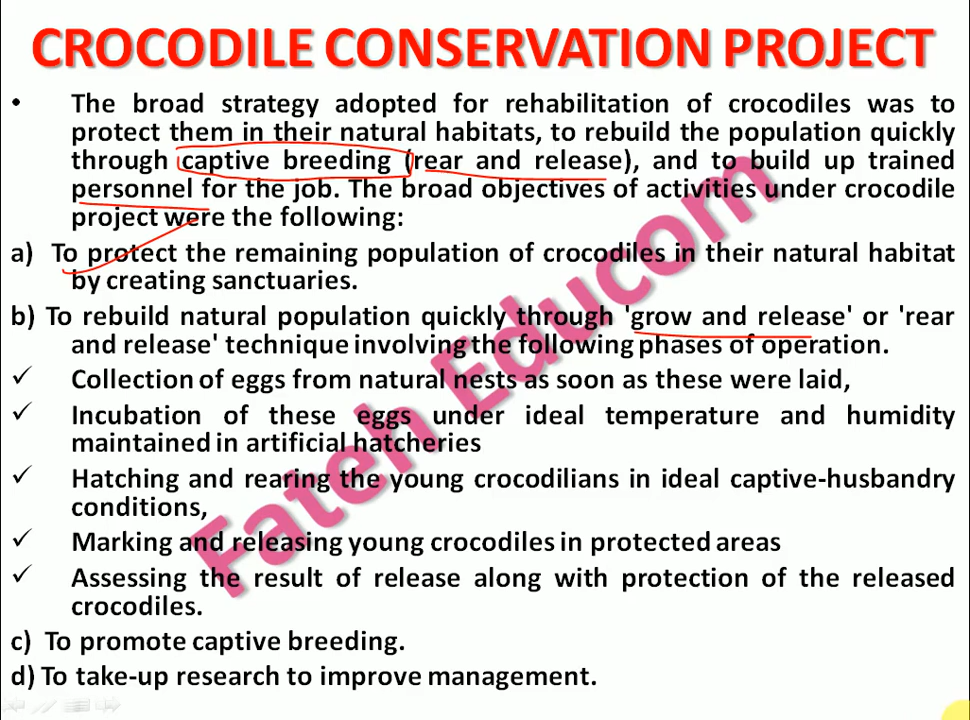 CROCODILE CONSERVATION PROJECT
• The broad strategy adopted for rehabilitation of crocodiles was to
protect them in their natural habitats, to rebuild the population quickly
through captive breeding (rear and release), and to build up trained
personnel for the job. The broad objectives of activities under crocodile
project were the following:
a) To protect the remaining population of crocodiles in their natural habitat
by creating sanctuaries.
b) To rebuild natural population quickly through 'grow and release' or 'rear
and release' technique involving the following phases of operation.
✓ Collection of eggs from natural nests as soon as these were laid,
✓ Incubation of these eggs under ideal temperature and humidity
maintained in artificial hatcheries
✓ Hatching and rearing the young crocodilians in ideal captive-husbandry
conditions,
✓ Marking and releasing young crocodiles in protected areas
✓ Assessing the result of release along with protection of the released
crocodiles.
c) To promote captive breeding.
d) To take-up research to improve management.
Fateh Educom